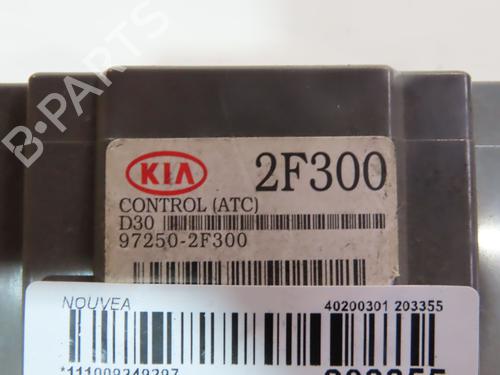 B-PARTS
KIA 2F300
CONTROL (ATC)
D30
97250-2F300
NOUVEA 40200301 203355